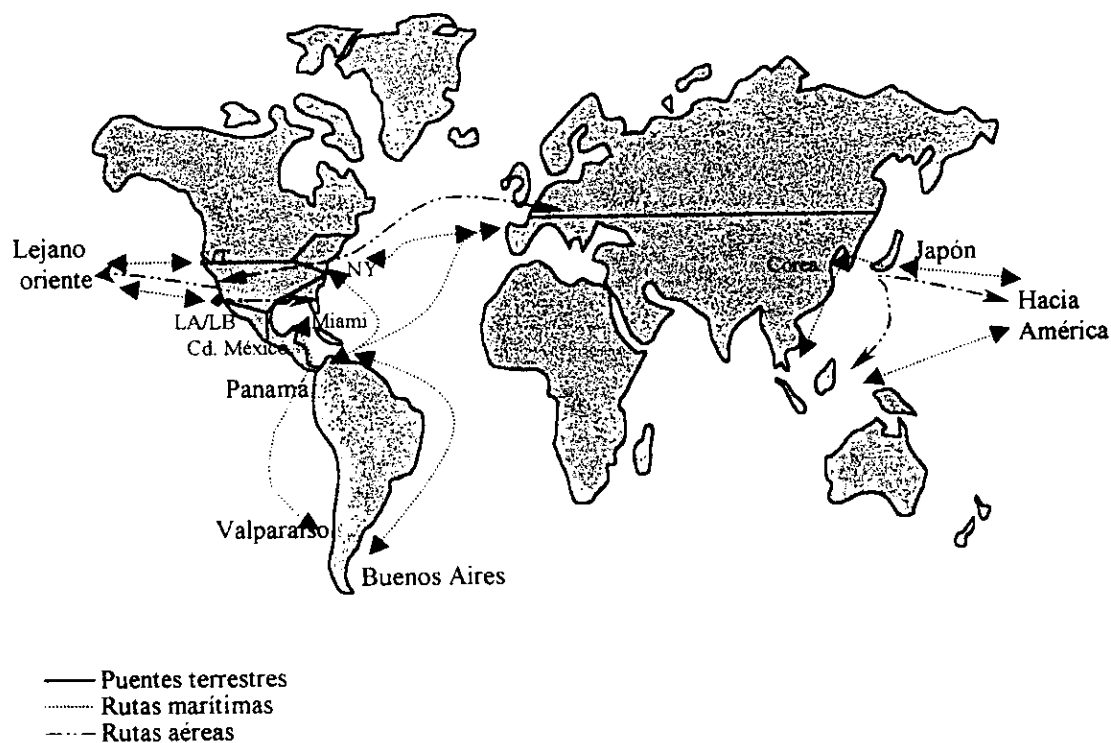 Lejano
oriente
NY
LA/LB
Miami
Cd. México
Panamá
Valparaíso
Buenos Aires
Corea
Japón
Hacia
América
Puentes terrestres
Rutas marítimas
Rutas aéreas